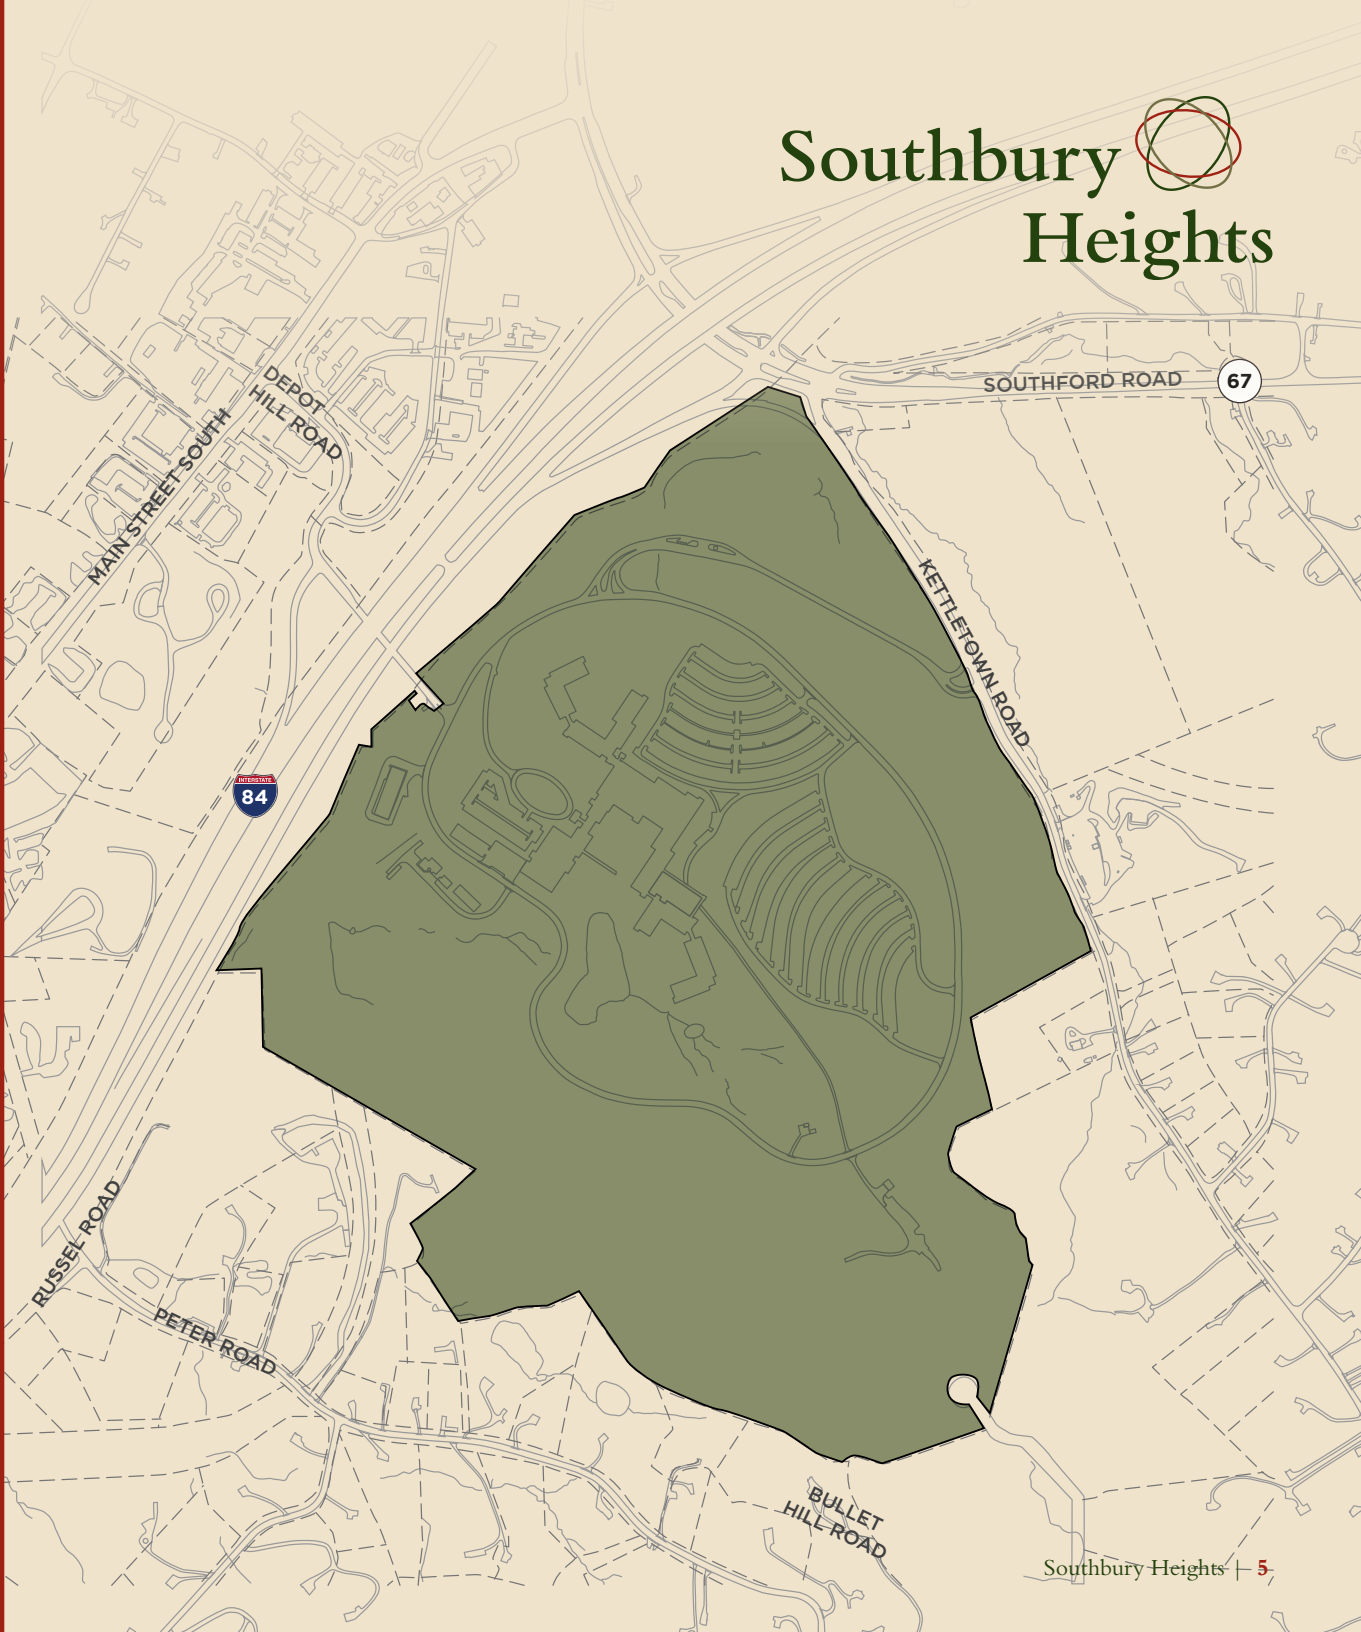 Southbury
Heights
SOUTHFORD ROAD
67
DEPOT
HILL ROAD
MAIN STREET SOUTH
KETTLETOWN ROAD
INTERSTATE
84
RUSSEL ROAD
PETER ROAD
BULLET
HILL ROAD
Southbury Heights | 5